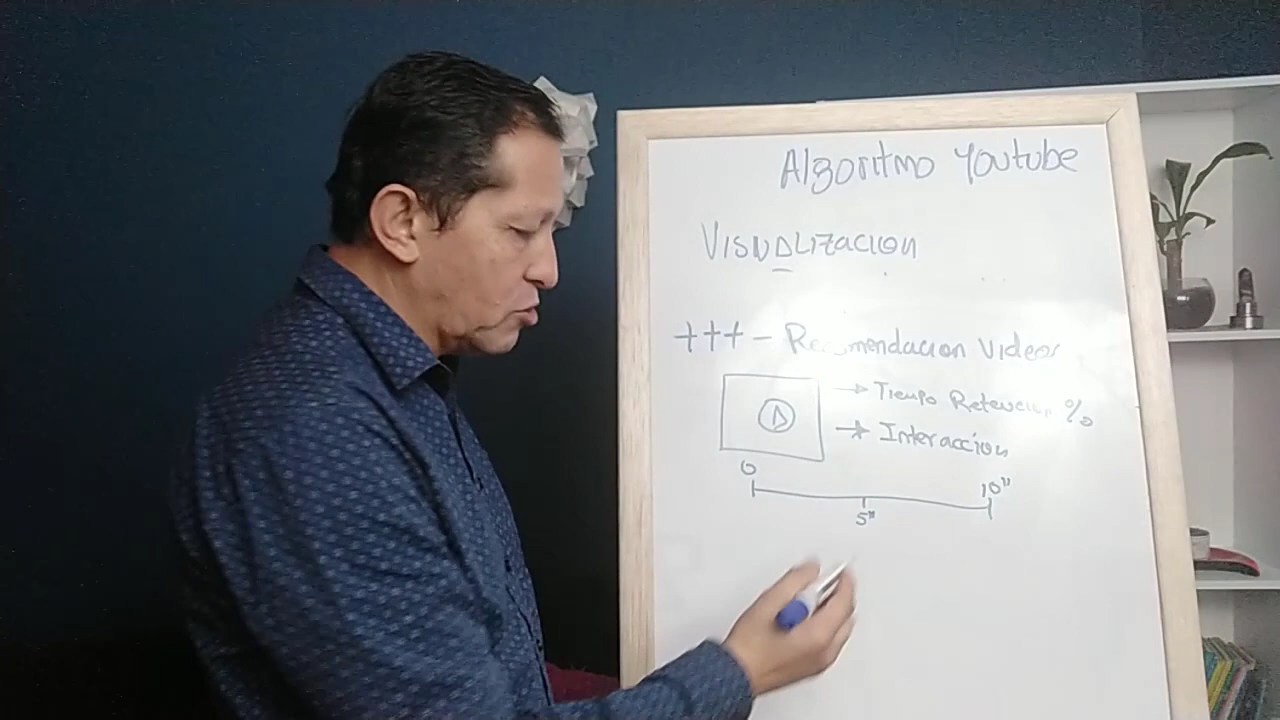 Algoritmo Youtube
VISUALIZACION
+++ - Recomendacion Videos
→ Tiempo Retencion %
→ Interaccion
0
10"
5"